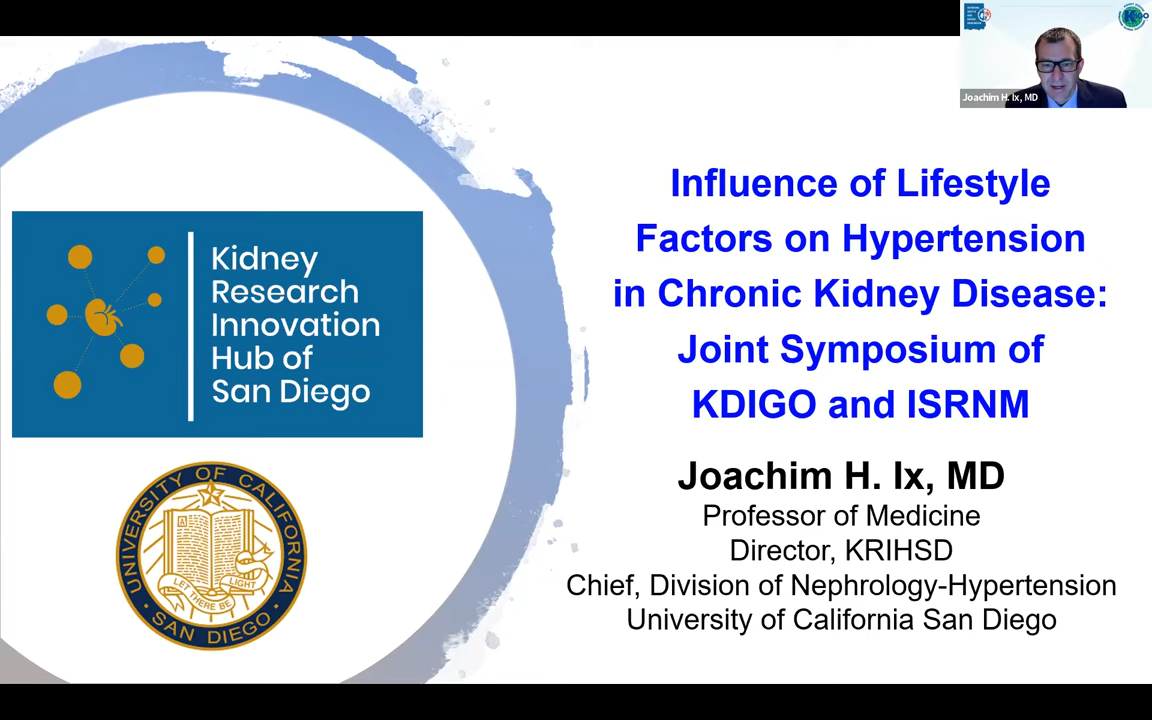 KDIGO
Joachim H. Ix, MD
Influence of Lifestyle
Factors on Hypertension
in Chronic Kidney Disease:
Joint Symposium of
KDIGO and ISRNM
Kidney
Research
Innovation
Hub of
San Diego
Joachim H. Ix, MD
Professor of Medicine
Director, KRIHSD
Chief, Division of Nephrology-Hypertension
University of California San Diego
UNIVERSITY OF CALIFORNIA
LET THERE BE LIGHT
SAN DIEGO